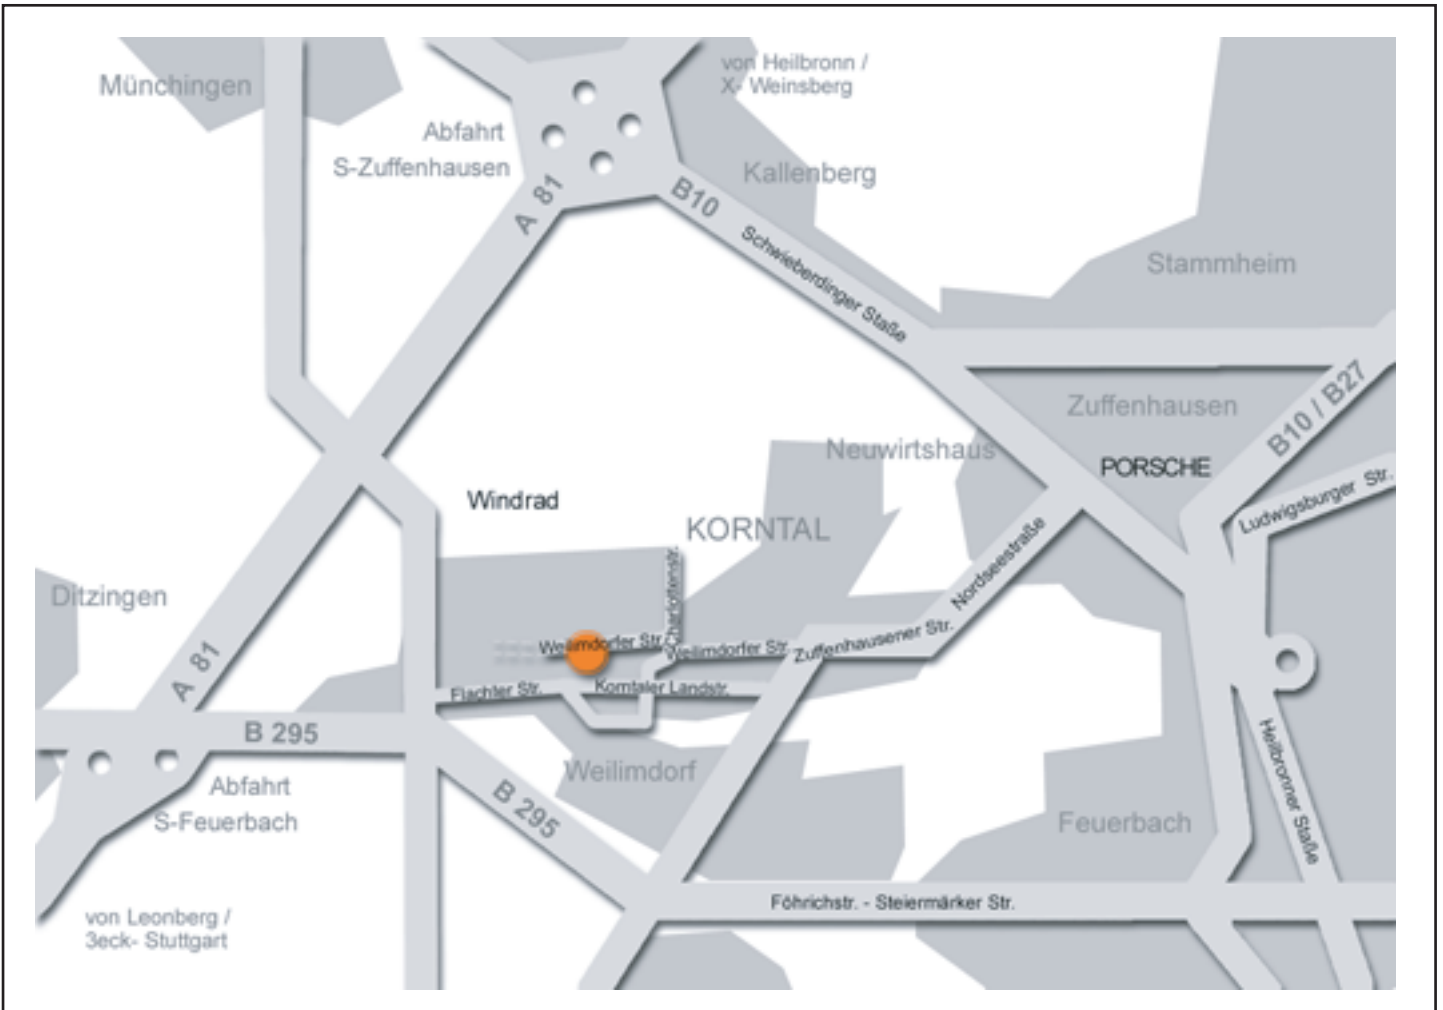 von Heilbronn /
X- Weinsberg
Münchingen
Abfahrt
S-Zuffenhausen
Kallenberg
A 81
B10
Schwieberdinger Staße
Stammheim
Zuffenhausen
B10 / B27
Neuwirtshaus
PORSCHE
Ludwigsburger Str.
Windrad
KORNTAL
Nordseestraße
Charlottenstr.
Ditzingen
Weilimdorfer Str.
Weilimdorfer Str.
Zuffenhausener Str.
A 81
Flachter Str.
Korntaler Landstr.
B 295
Heilbronner Staße
Weilimdorf
Abfahrt
S-Feuerbach
B 295
Feuerbach
Föhrichstr. - Steiermärker Str.
von Leonberg /
3eck- Stuttgart